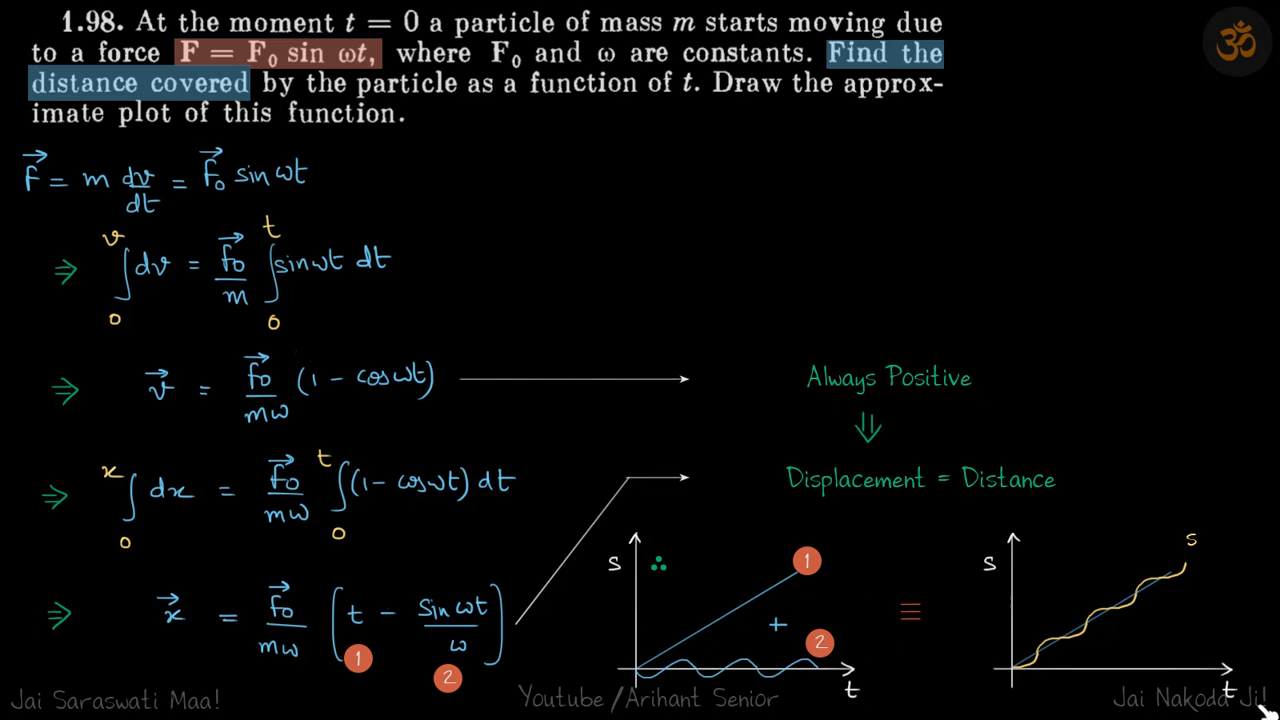 1.98. At the moment t = 0 a particle of mass m starts moving due
to a force F = F₀ sin ωt, where F₀ and ω are constants. Find the
distance covered by the particle as a function of t. Draw the approx-
imate plot of this function.
ॐ
F⃗ = m dv/dt = F⃗₀ sin ωt
⇒ ∫₀ᵛ dv = f⃗₀/m ∫₀ᵗ sin ωt dt
⇒ v⃗ = f⃗₀/mω (1 - cos ωt)
Always Positive
⇓
⇒ ∫₀ˣ dx = f⃗₀/mω ∫₀ᵗ (1 - cos ωt) dt
Displacement = Distance
⇒ x⃗ = f⃗₀/mω [t - sin ωt/ω]
1
2
S
∴
1
+
2
t
≡
S
s
t
Jai Saraswati Maa!
Youtube /Arihant Senior
Jai Nakoda Ji!